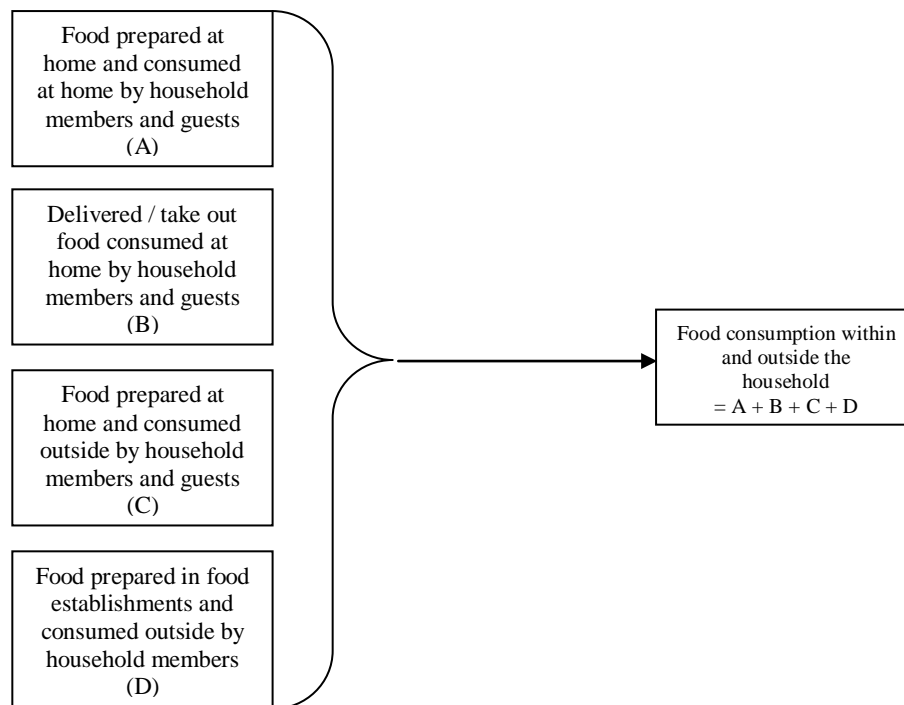 Food prepared at
home and consumed
at home by household
members and guests
(A)
Delivered / take out
food consumed at
home by household
members and guests
(B)
Food prepared at
home and consumed
outside by household
members and guests
(C)
Food prepared in food
establishments and
consumed outside by
household members
(D)
Food consumption within
and outside the
household
= A + B + C + D